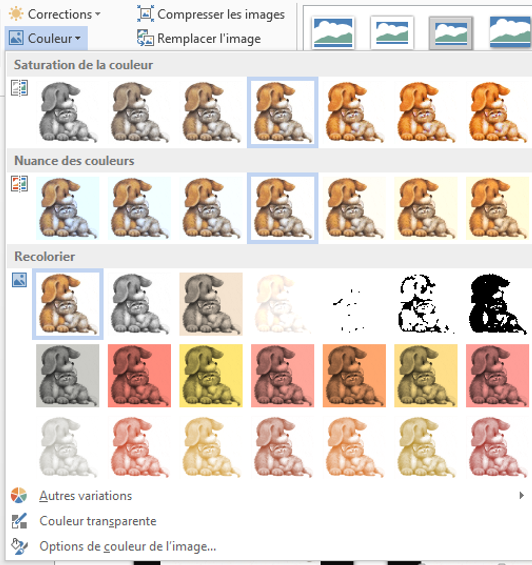 Corrections
Compresser les images
Couleur
Remplacer l'image
Saturation de la couleur
Nuance des couleurs
Recolorier
Autres variations
Couleur transparente
Options de couleur de l'image...